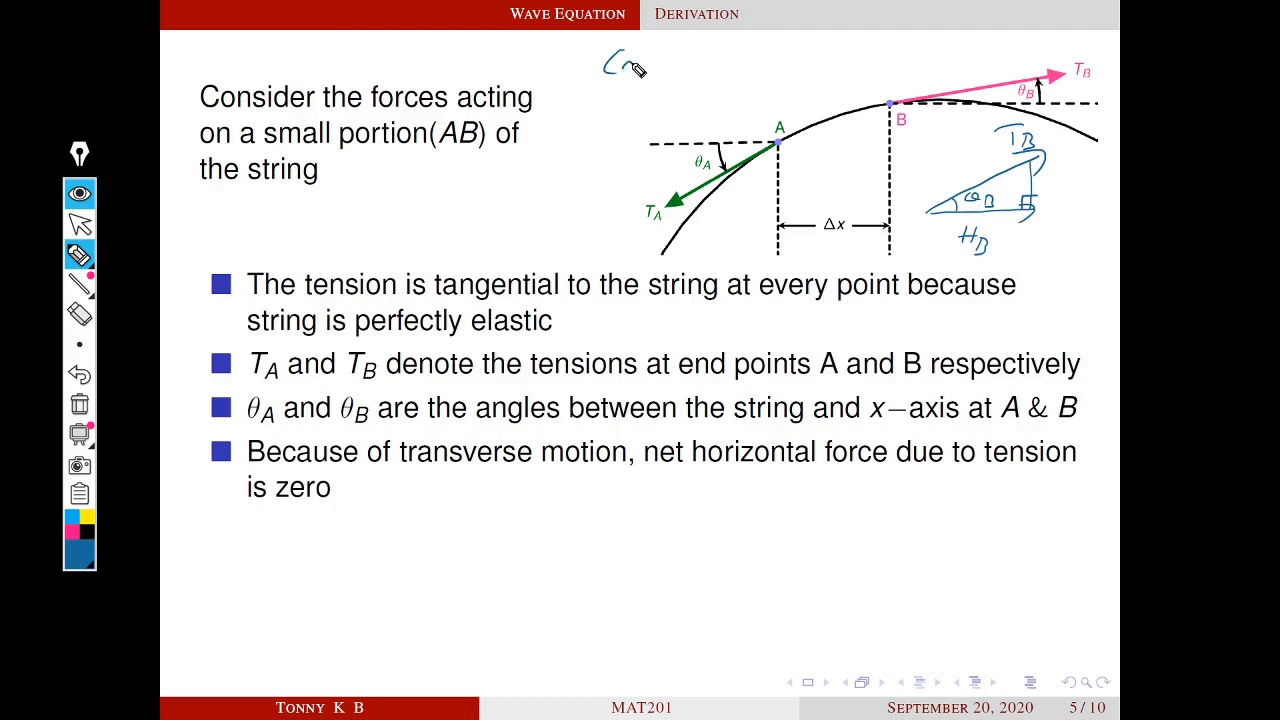 WAVE EQUATION DERIVATION
Consider the forces acting
on a small portion(AB) of
the string
T_B
θ_B
A
B
θ_A
T_A
Δx
T_B
θ_B
H_B
The tension is tangential to the string at every point because
string is perfectly elastic
T_A and T_B denote the tensions at end points A and B respectively
θ_A and θ_B are the angles between the string and x−axis at A & B
Because of transverse motion, net horizontal force due to tension
is zero
TONNY K B MAT201 SEPTEMBER 20, 2020 5 / 10